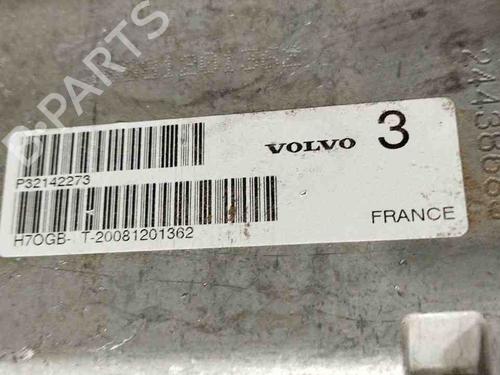 B-PARTS
P32142273
VOLVO 3
H7OGB- T-20081201362
FRANCE